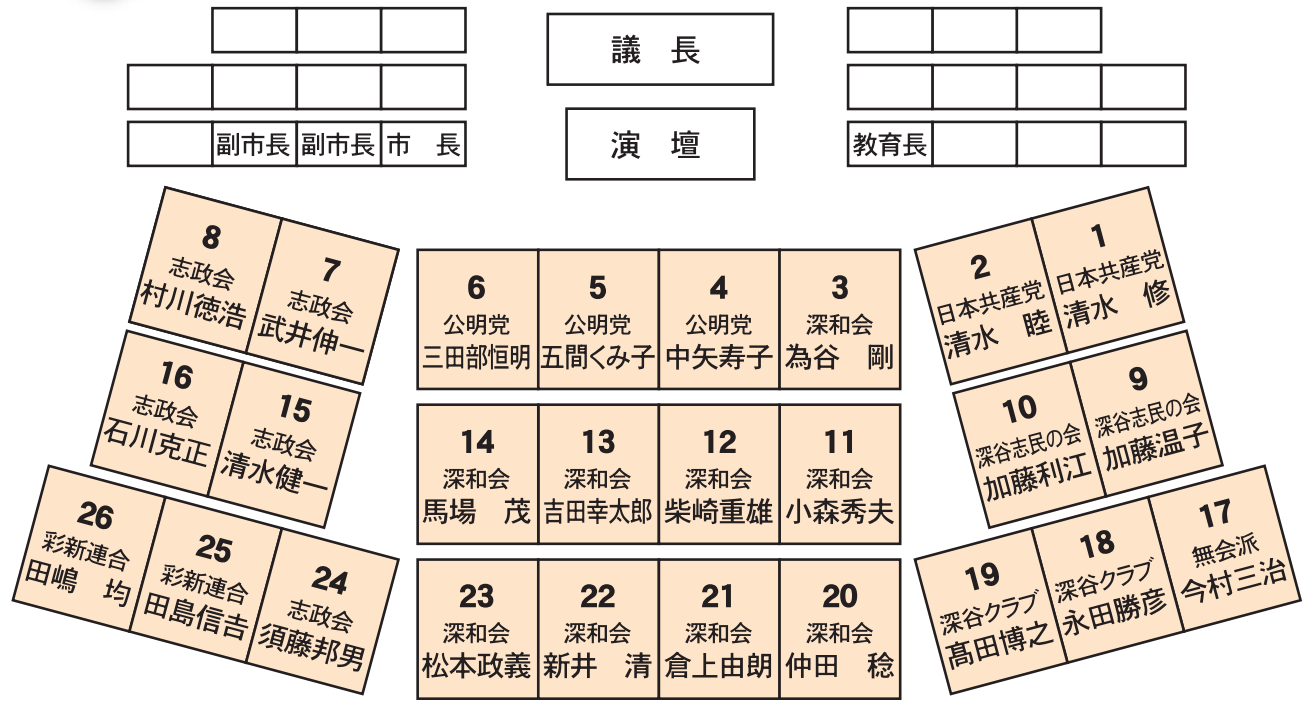 議　長
演　壇
副市長
副市長
市　長
教育長
8
志政会
村川徳浩
7
志政会
武井伸一
6
公明党
三田部恒明
5
公明党
五間くみ子
4
公明党
中矢寿子
3
深和会
為谷　剛
2
日本共産党
清水　睦
1
日本共産党
清水　修
16
志政会
石川克正
15
志政会
清水健一
14
深和会
馬場　茂
13
深和会
吉田幸太郎
12
深和会
柴崎重雄
11
深和会
小森秀夫
10
深谷志民の会
加藤利江
9
深谷志民の会
加藤温子
26
彩新連合
田嶋　均
25
彩新連合
田島信吉
24
志政会
須藤邦男
23
深和会
松本政義
22
深和会
新井　清
21
深和会
倉上由朗
20
深和会
仲田　稔
19
深谷クラブ
髙田博之
18
深谷クラブ
永田勝彦
17
無会派
今村三治